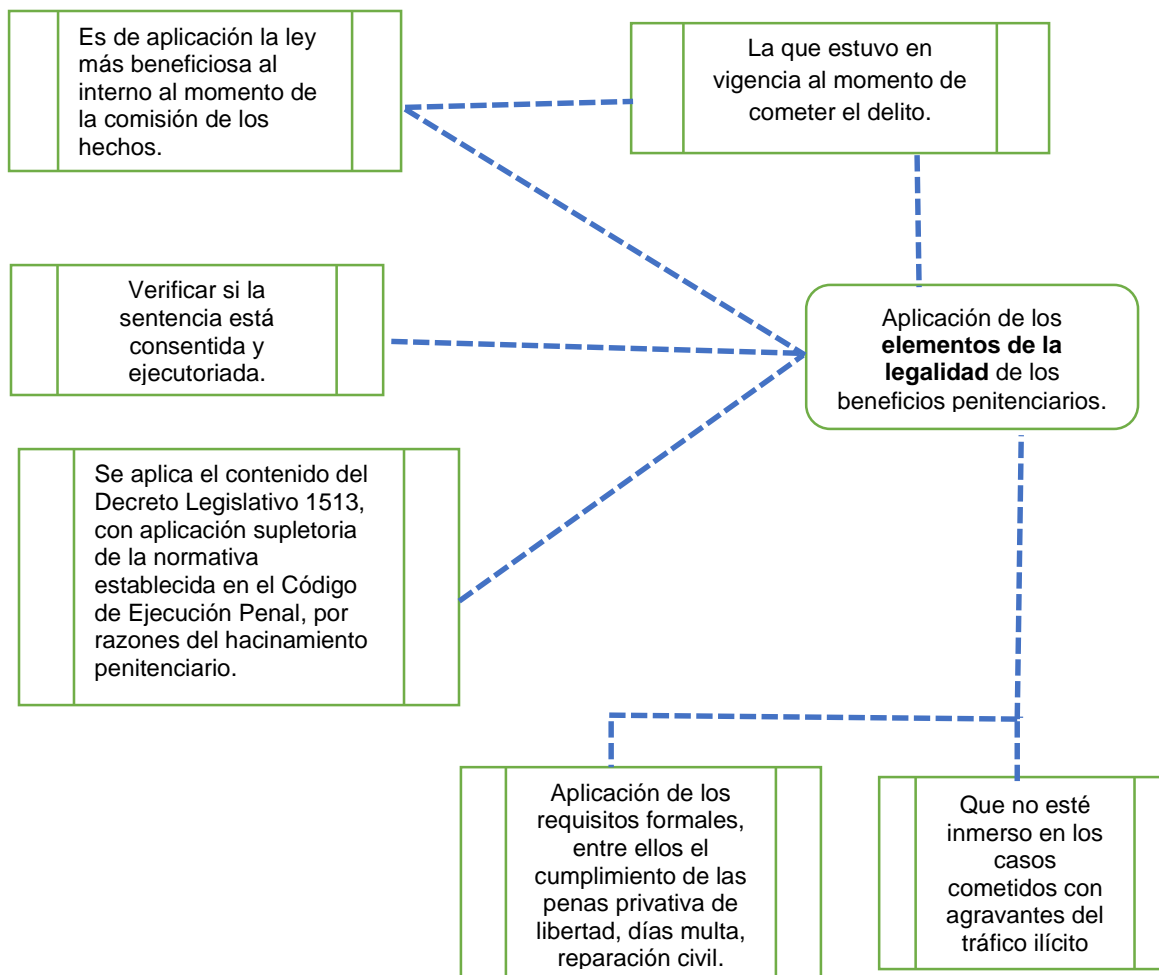 Es de aplicación la ley
más beneficiosa al
interno al momento de
la comisión de los
hechos.
La que estuvo en
vigencia al momento de
cometer el delito.
Verificar si la
sentencia está
consentida y
ejecutoriada.
Aplicación de los
elementos de la
legalidad de los
beneficios penitenciarios.
Se aplica el contenido del
Decreto Legislativo 1513,
con aplicación supletoria
de la normativa
establecida en el Código
de Ejecución Penal, por
razones del hacinamiento
penitenciario.
Aplicación de los
requisitos formales,
entre ellos el
cumplimiento de las
penas privativa de
libertad, días multa,
reparación civil.
Que no esté
inmerso en los
casos
cometidos con
agravantes del
tráfico ilícito